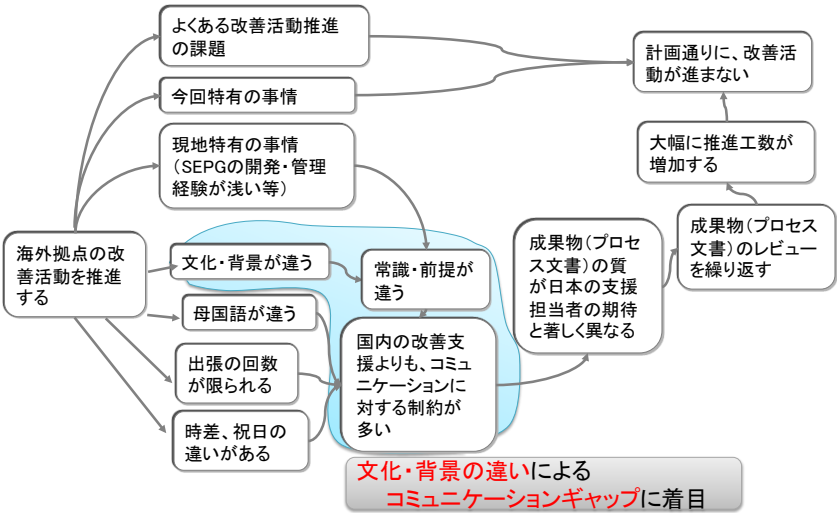 よくある改善活動推進
の課題
今回特有の事情
現地特有の事情
（SEPGの開発・管理
経験が浅い等）
海外拠点の改
善活動を推進
する
文化・背景が違う
母国語が違う
出張の回数
が限られる
時差、祝日の
違いがある
常識・前提が
違う
国内の改善支
援よりも、コミュ
ニケーションに
対する制約が
多い
成果物（プロセ
ス文書）の質
が日本の支援
担当者の期待
と著しく異なる
成果物（プロセス
文書）のレビュー
を繰り返す
大幅に推進工数が
増加する
計画通りに、改善活
動が進まない
文化・背景の違いによる
コミュニケーションギャップに着目